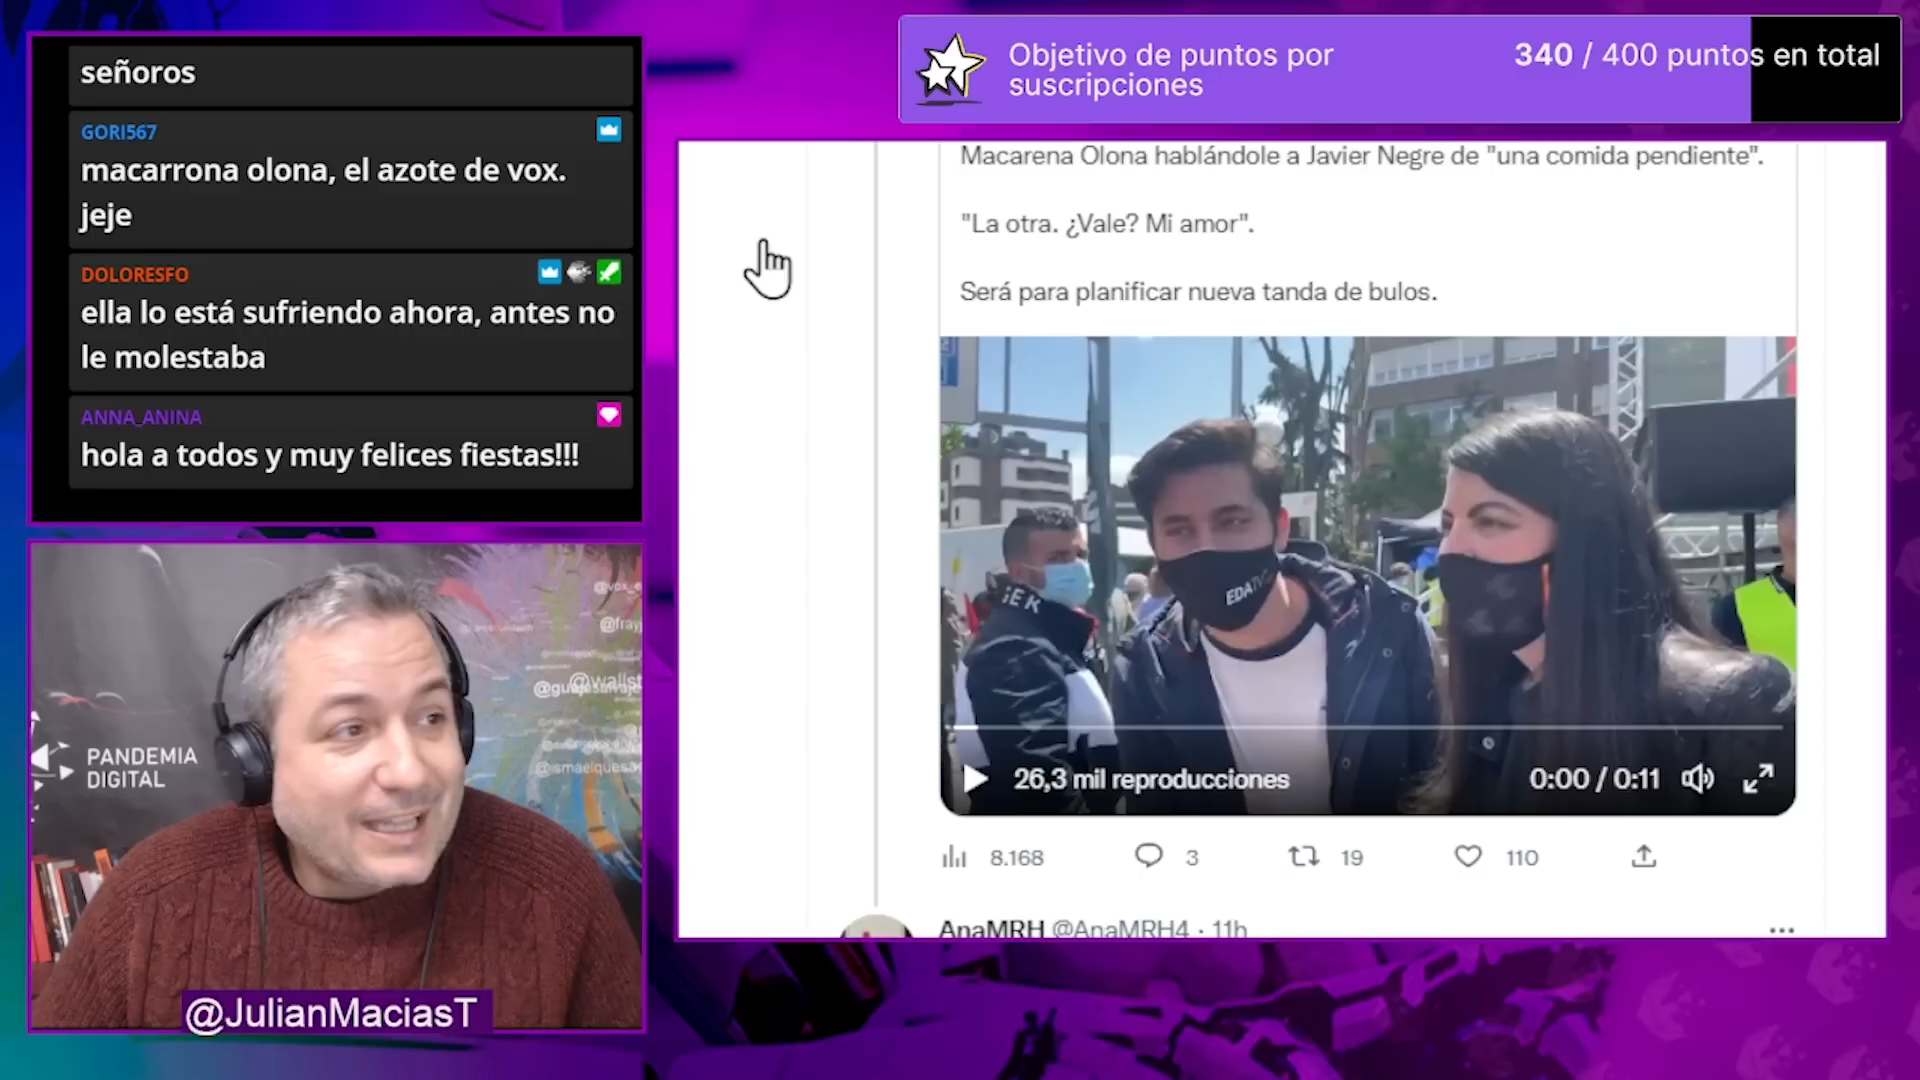 señoros
GORI567
macarrona olona, el azote de vox.
jeje
DOLORESFO
ella lo está sufriendo ahora, antes no
le molestaba
ANNA_ANINA
hola a todos y muy felices fiestas!!!
Objetivo de puntos por
suscripciones
340 / 400 puntos en total
Macarena Olona hablándole a Javier Negre de "una comida pendiente".
"La otra. ¿Vale? Mi amor".
Será para planificar nueva tanda de bulos.
EDATV
26,3 mil reproducciones
0:00 / 0:11
8.168
3
19
110
AnaMRH @AnaMRH4 · 11h
PANDEMIA
DIGITAL
@JulianMaciasT